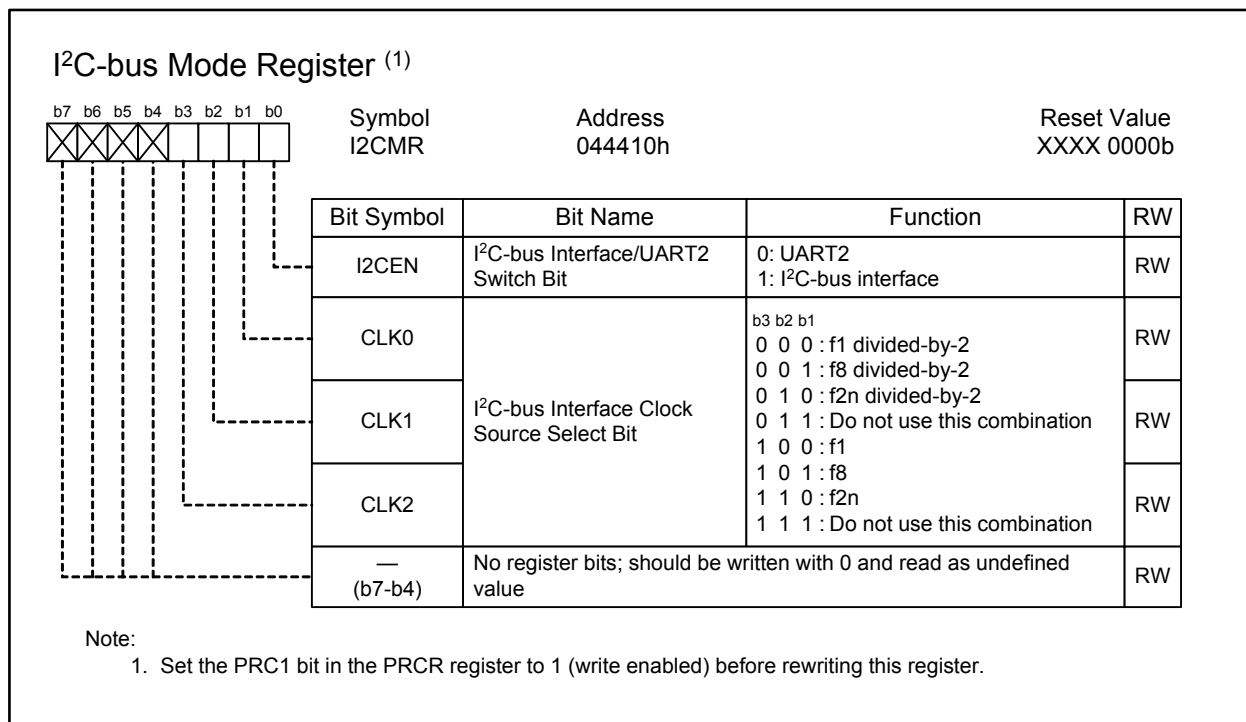 I²C-bus Mode Register (1)
b7 b6 b5 b4 b3 b2 b1 b0
Symbol Address Reset Value
I2CMR 044410h XXXX 0000b
Bit Symbol Bit Name Function RW
I2CEN
I²C-bus Interface/UART2
Switch Bit
0: UART2
1: I²C-bus interface
RW
CLK0
CLK1
CLK2
I²C-bus Interface Clock
Source Select Bit
b3 b2 b1
0 0 0 : f1 divided-by-2
0 0 1 : f8 divided-by-2
0 1 0 : f2n divided-by-2
0 1 1 : Do not use this combination
1 0 0 : f1
1 0 1 : f8
1 1 0 : f2n
1 1 1 : Do not use this combination
RW
RW
RW
—
(b7-b4)
No register bits; should be written with 0 and read as undefined
value
RW
Note:
1. Set the PRC1 bit in the PRCR register to 1 (write enabled) before rewriting this register.